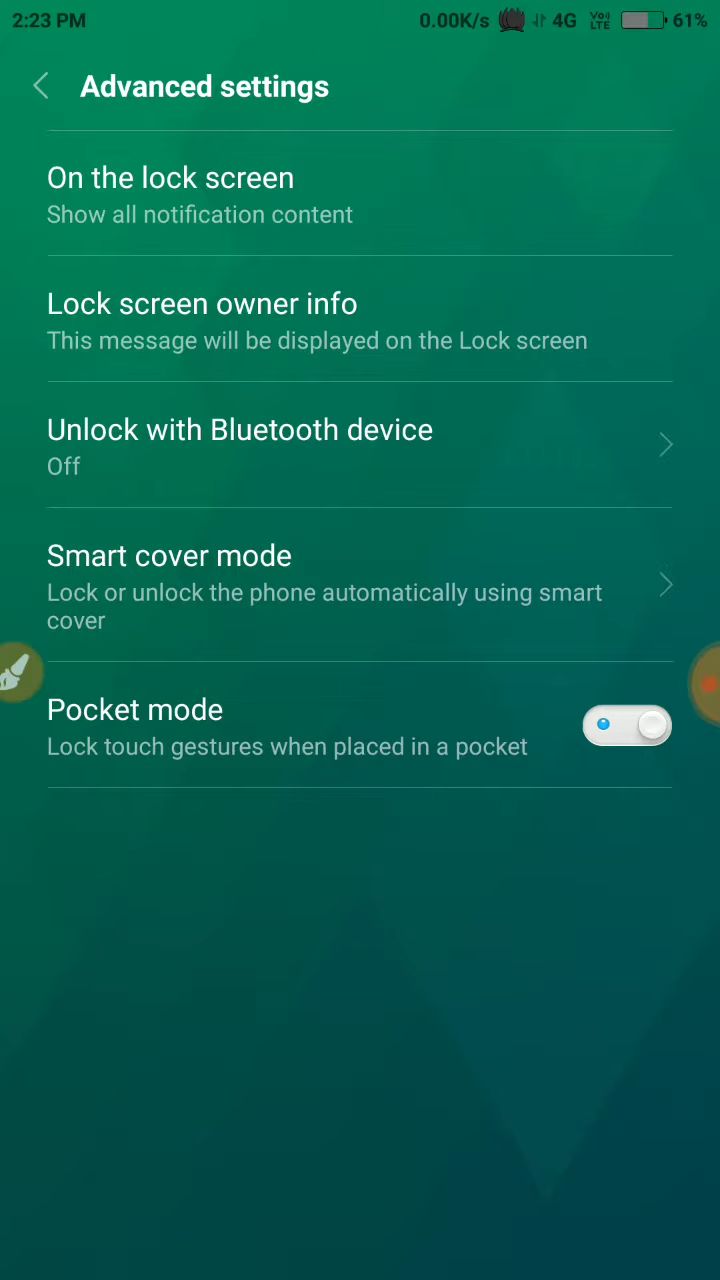 2:23 PM 0.00K/s 4G Vo LTE 61%
Advanced settings
On the lock screen
Show all notification content
Lock screen owner info
This message will be displayed on the Lock screen
Unlock with Bluetooth device
Off
Smart cover mode
Lock or unlock the phone automatically using smart
cover
Pocket mode
Lock touch gestures when placed in a pocket